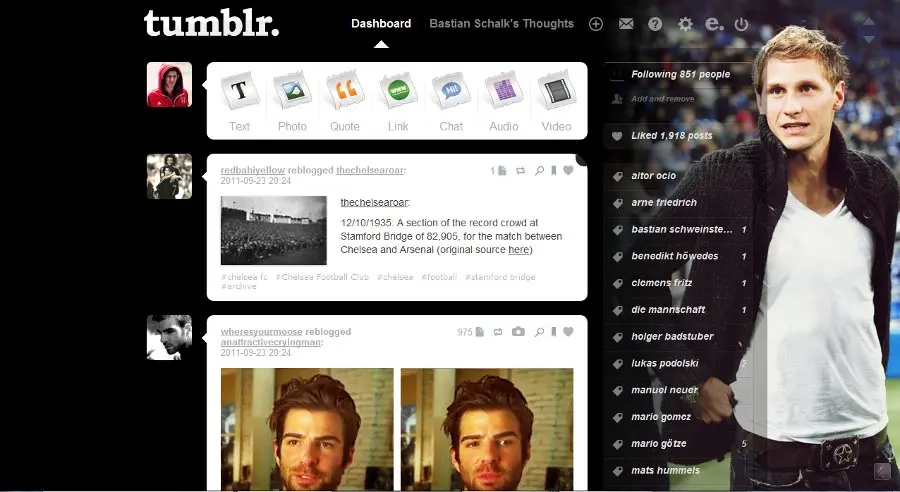 tumblr.
Dashboard
Bastian Schalk's Thoughts
T
Text
Photo
Quote
www
Link
Hi!
Chat
Audio
Video
redbabiyellow reblogged thechelsearoar:
2011-09-23 20:24
1
thechelsearoar:
12/10/1935: A section of the record crowd at
Stamford Bridge of 82,905, for the match between
Chelsea and Arsenal (original source here)
#chelsea fc #Chelsea Football Club #chelsea #football #stamford bridge
#archive
wheresyourmoose reblogged
anattractivecryingman:
2011-09-23 20:24
975
Following 851 people
Add and remove
Liked 1,918 posts
aitor ocio
arne friedrich
bastian schweinste... 1
benedikt höwedes 1
clemens fritz 1
die mannschaft 1
holger badstuber
lukas podolski 2
manuel neuer
mario gomez
mario götze 5
mats hummels